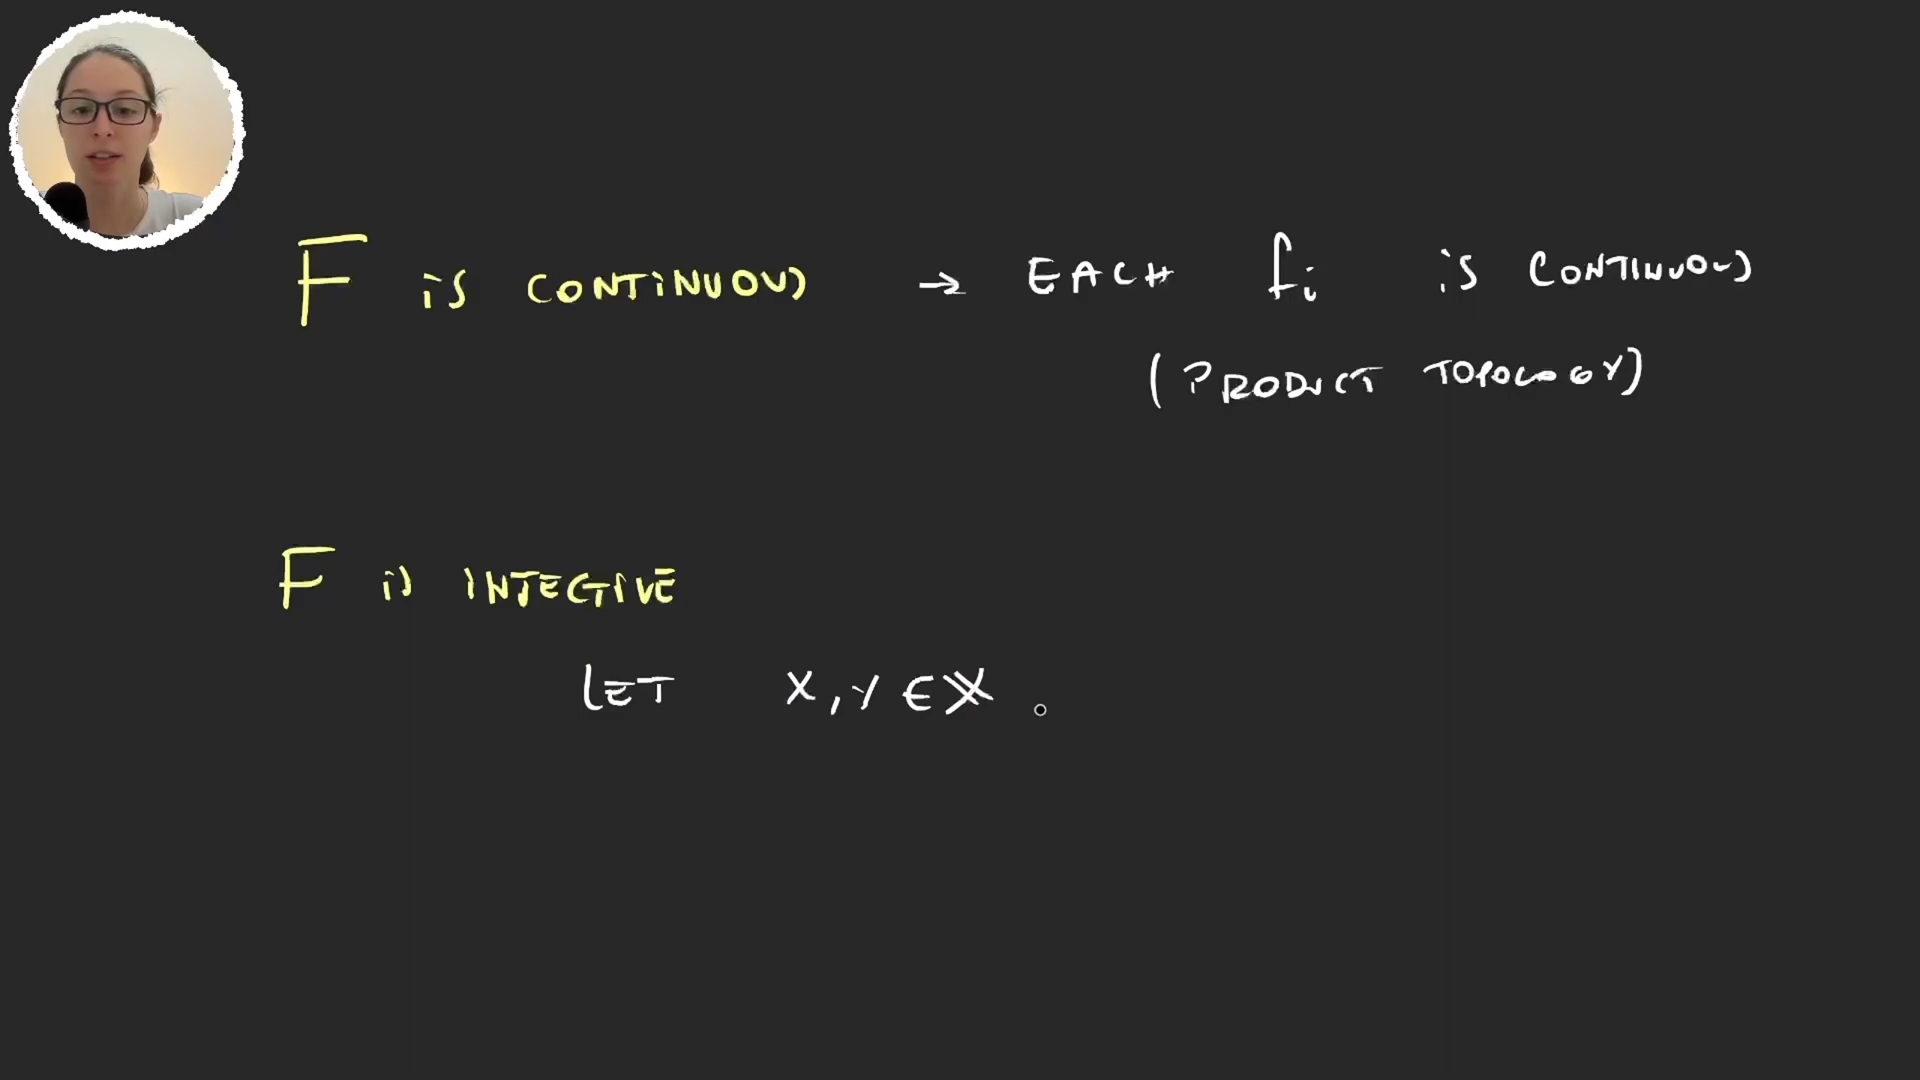 F is CONTINUOUS → EACH fᵢ is CONTINUOUS
(PRODUCT TOPOLOGY)
F is INJECTIVE
LET x, y ∈ X